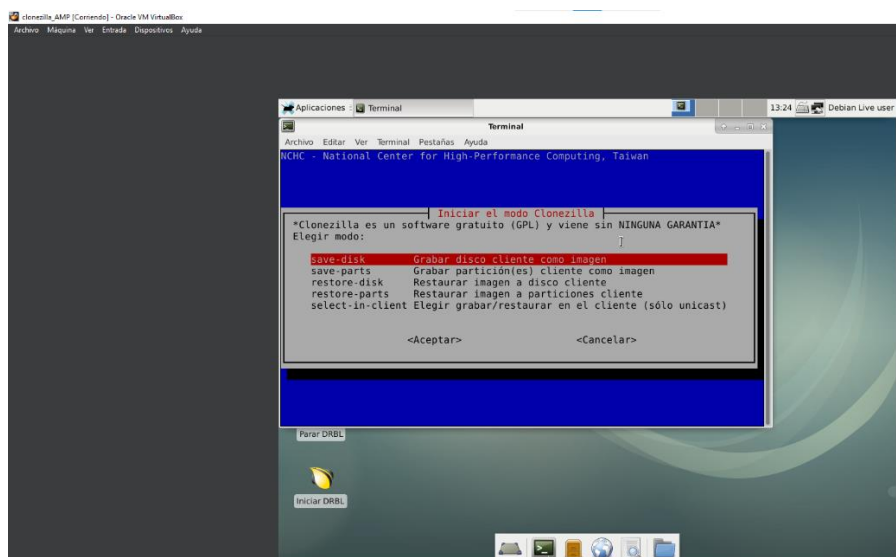 clonezilla_AMP [Corriendo] - Oracle VM VirtualBox
Archivo Máquina Ver Entrada Dispositivos Ayuda
Aplicaciones : Terminal
13:24 Debian Live user
Terminal
Archivo Editar Ver Terminal Pestañas Ayuda
NCHC - National Center for High-Performance Computing, Taiwan
Iniciar el modo Clonezilla
*Clonezilla es un software gratuito (GPL) y viene sin NINGUNA GARANTIA*
Elegir modo:
save-disk Grabar disco cliente como imagen
save-parts Grabar partición(es) cliente como imagen
restore-disk Restaurar imagen a disco cliente
restore-parts Restaurar imagen a particiones cliente
select-in-client Elegir grabar/restaurar en el cliente (sólo unicast)
<Aceptar> <Cancelar>
Parar DRBL
Iniciar DRBL